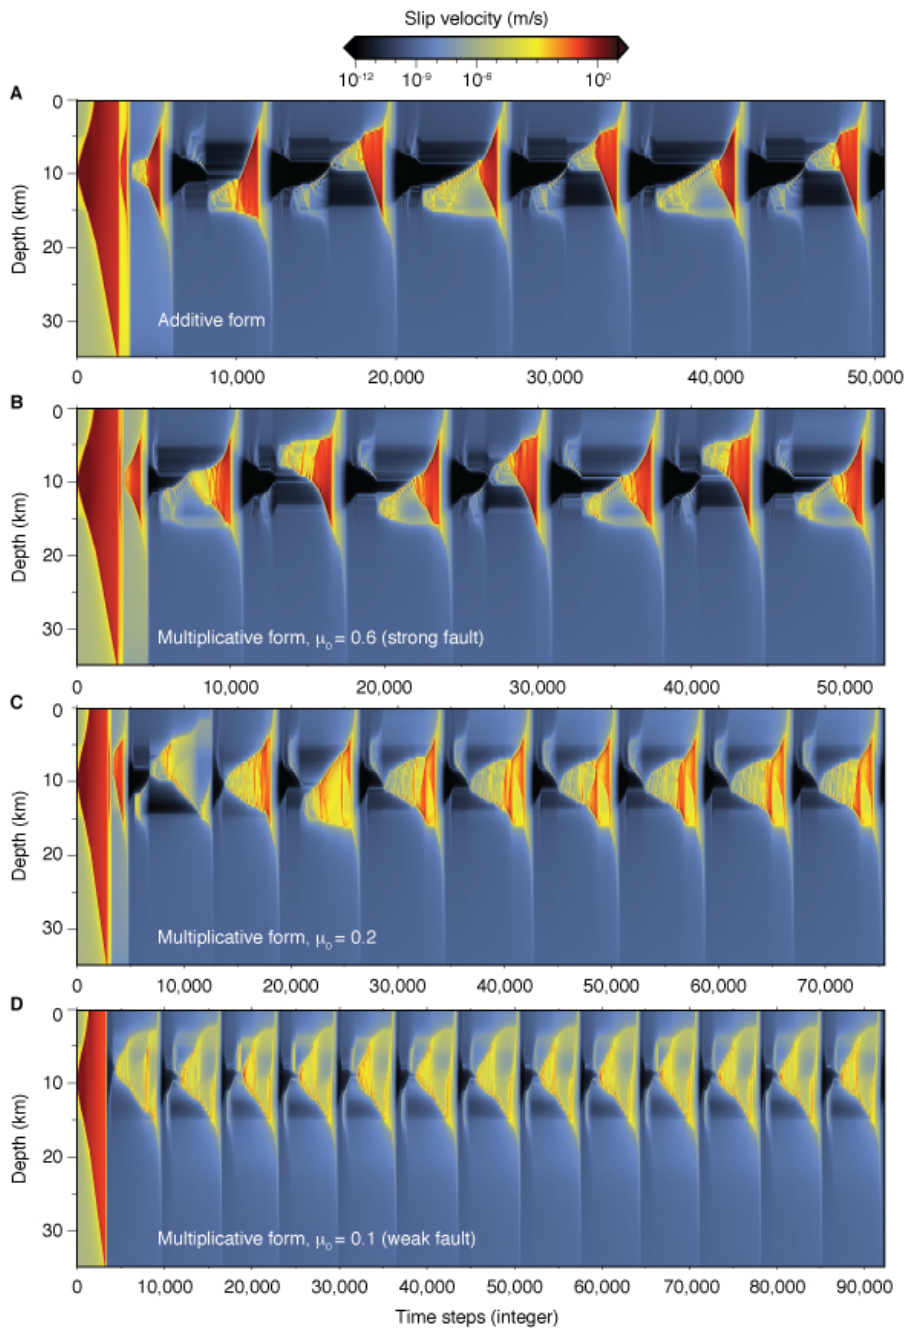 Slip velocity (m/s)
10⁻¹² 10⁻⁹ 10⁻⁶ 10⁰
A
0
10
20
30
Depth (km)
Additive form
0 10,000 20,000 30,000 40,000 50,000
B
0
10
20
30
Depth (km)
Multiplicative form, μ₀ = 0.6 (strong fault)
0 10,000 20,000 30,000 40,000 50,000
C
0
10
20
30
Depth (km)
Multiplicative form, μ₀ = 0.2
0 10,000 20,000 30,000 40,000 50,000 60,000 70,000
D
0
10
20
30
Depth (km)
Multiplicative form, μ₀ = 0.1 (weak fault)
0 10,000 20,000 30,000 40,000 50,000 60,000 70,000 80,000 90,000
Time steps (integer)